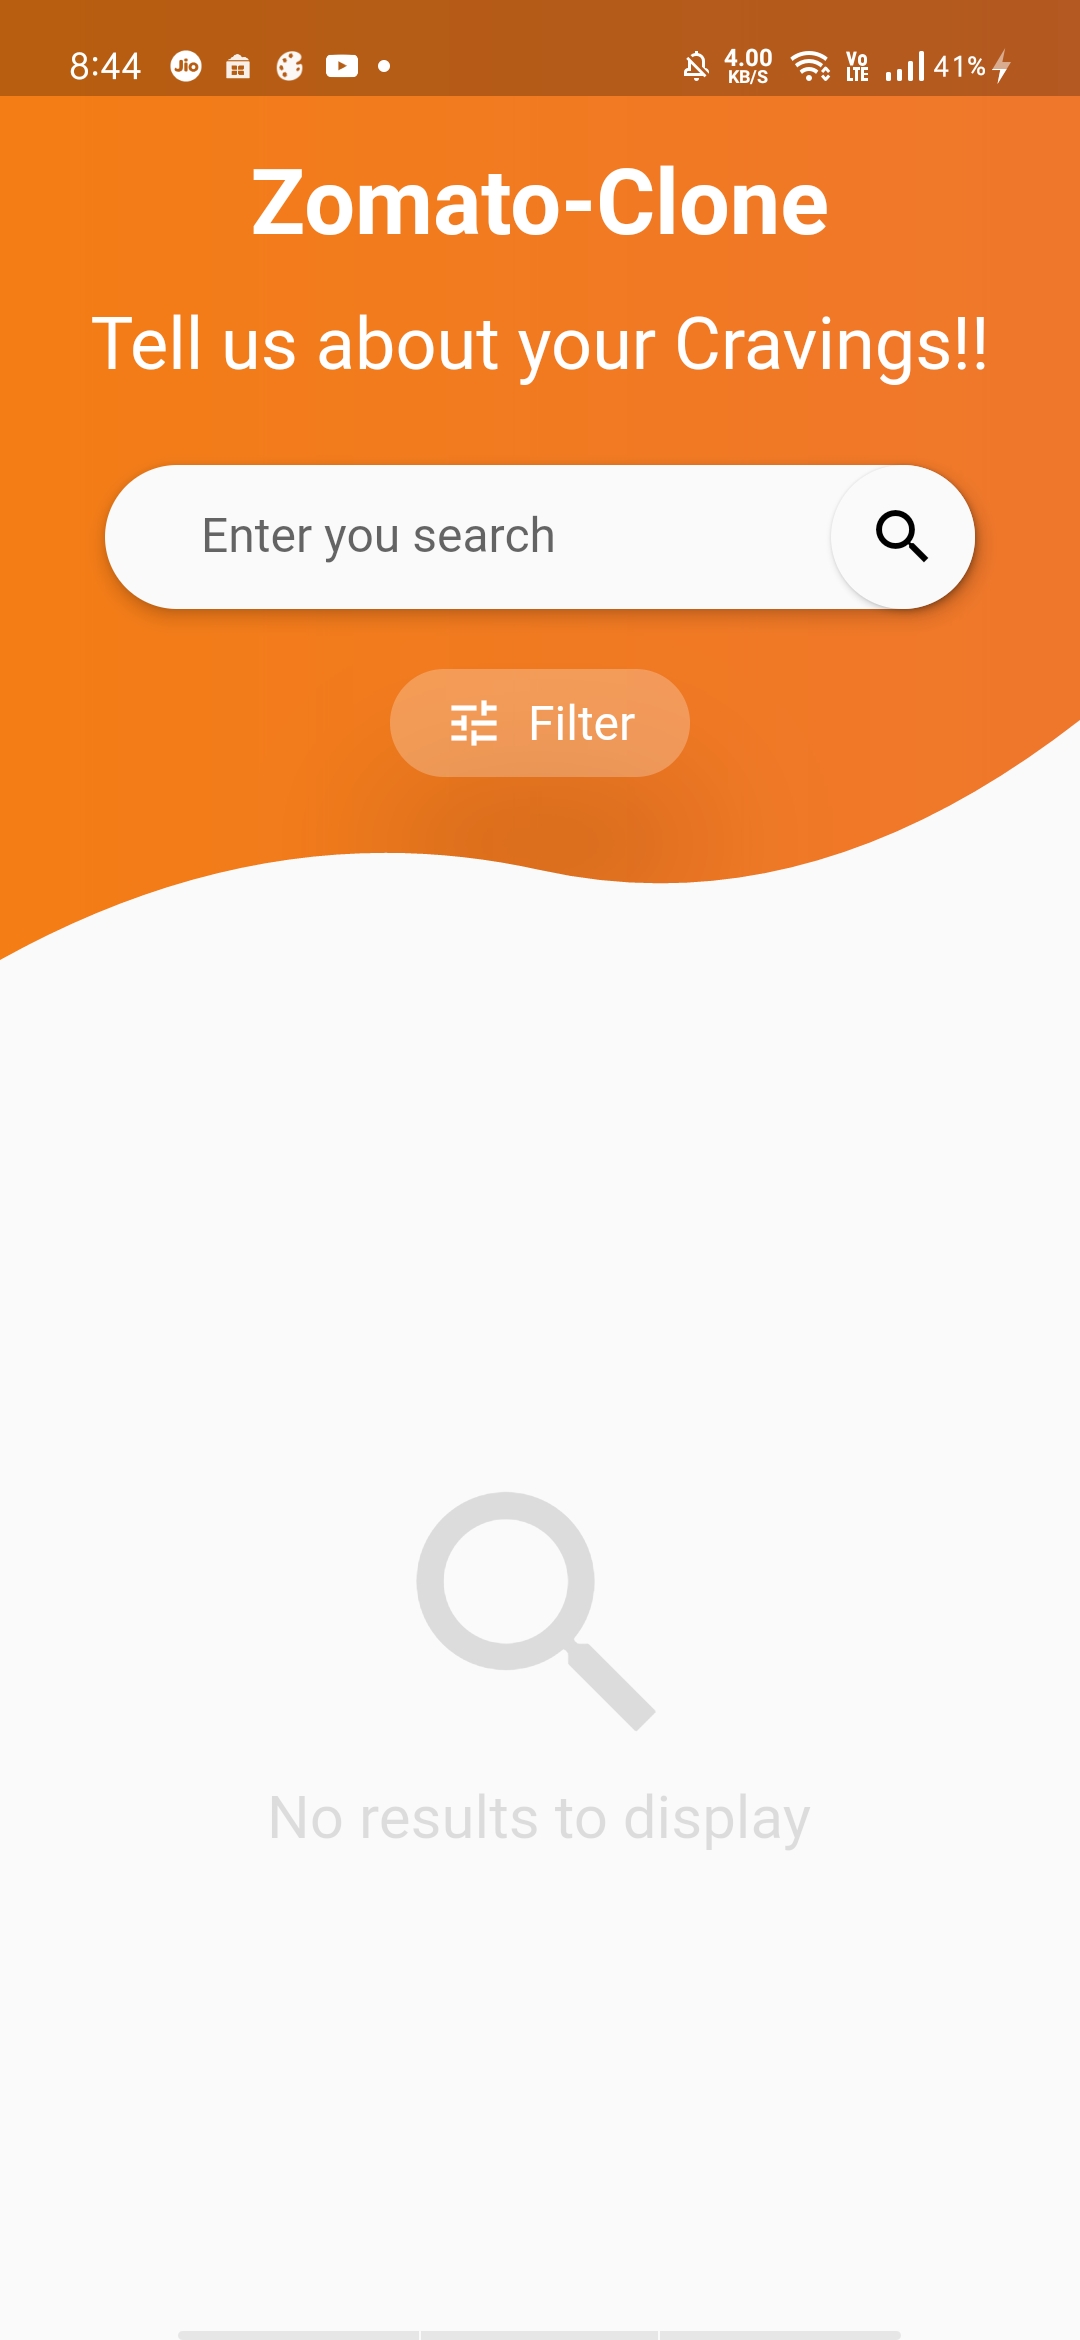 8:44 Jio 4.00 KB/S Vo LTE 41%
Zomato-Clone
Tell us about your Cravings!!
Enter you search
Filter
No results to display